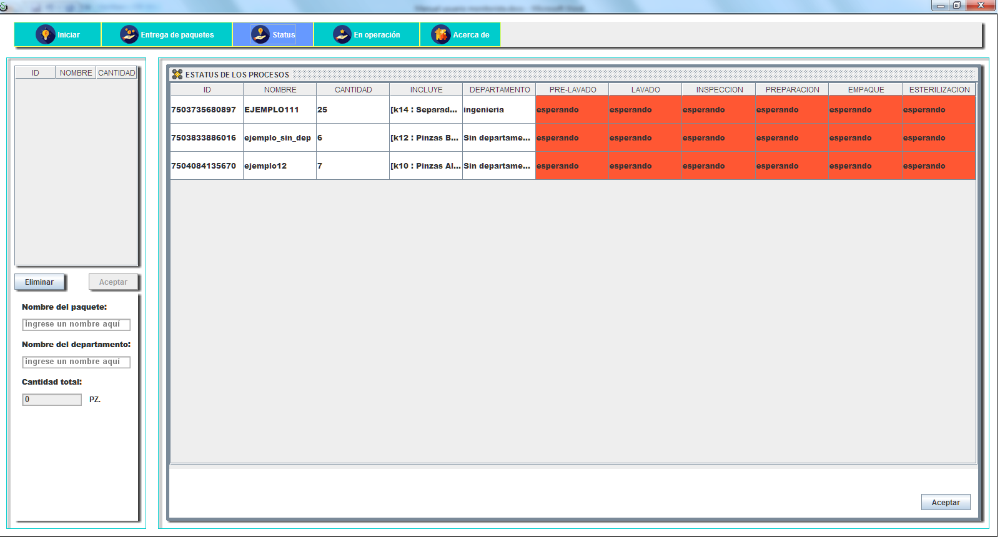 Iniciar Entrega de paquetes Status En operación Acerca de
ID NOMBRE CANTIDAD
Eliminar Aceptar
Nombre del paquete:
ingrese un nombre aquí
Nombre del departamento:
ingrese un nombre aquí
Cantidad total:
0 PZ.
ESTATUS DE LOS PROCESOS
ID NOMBRE CANTIDAD INCLUYE DEPARTAMENTO PRE-LAVADO LAVADO INSPECCION PREPARACION EMPAQUE ESTERILIZACION
7503735680897 EJEMPLO111 25 [k14 : Separad... ingenieria esperando esperando esperando esperando esperando esperando
7503833886016 ejemplo_sin_dep 6 [k12 : Pinzas B... Sin departame... esperando esperando esperando esperando esperando esperando
7504084135670 ejemplo12 7 [k10 : Pinzas Al... Sin departame... esperando esperando esperando esperando esperando esperando
Aceptar